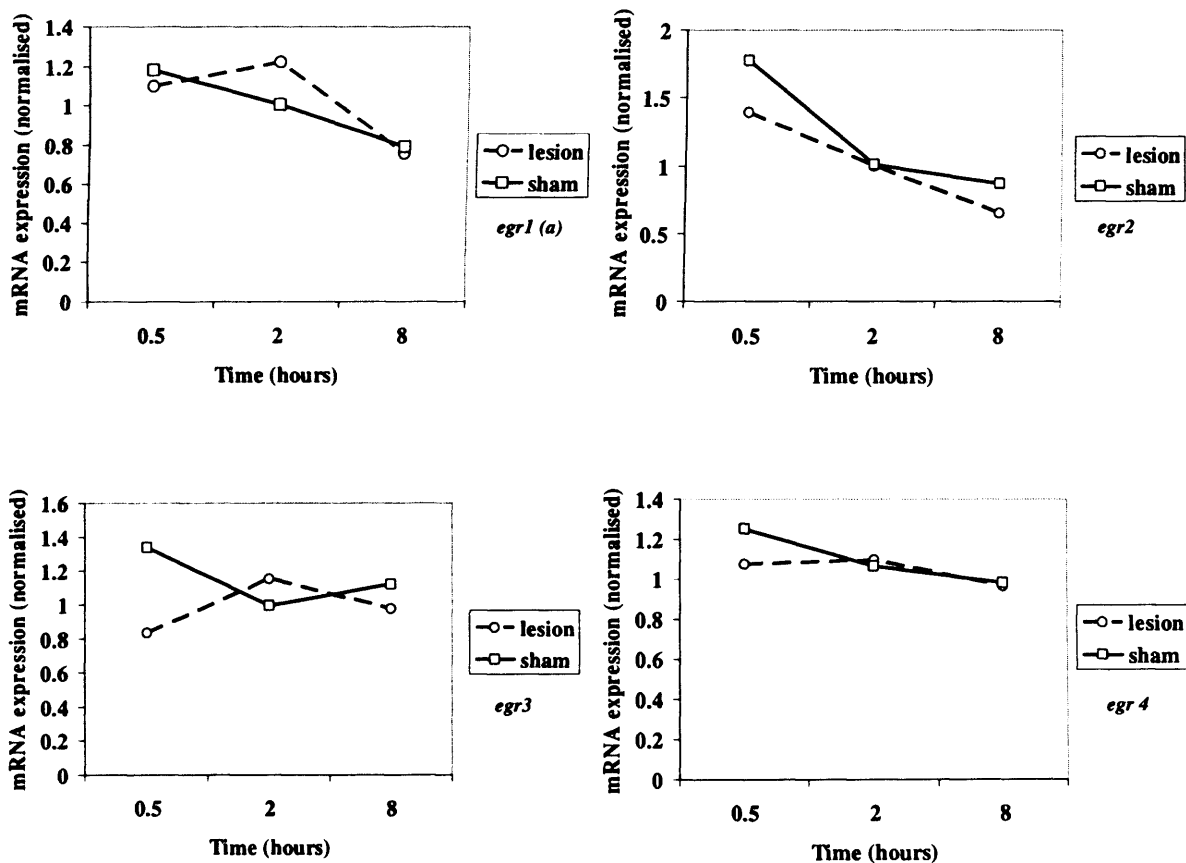 mRNA expression (normalised)
1.4
1.2
1
0.8
0.6
0.4
0.2
0
0.5 2 8
Time (hours)
lesion
sham
egr1 (a)
mRNA expression (normalised)
2
1.5
1
0.5
0
0.5 2 8
Time (hours)
lesion
sham
egr2
mRNA expression (normalised)
1.6
1.4
1.2
1
0.8
0.6
0.4
0.2
0
0.5 2 8
Time (hours)
lesion
sham
egr3
mRNA expression (normalised)
1.4
1.2
1
0.8
0.6
0.4
0.2
0
0.5 2 8
Time (hours)
lesion
sham
egr 4